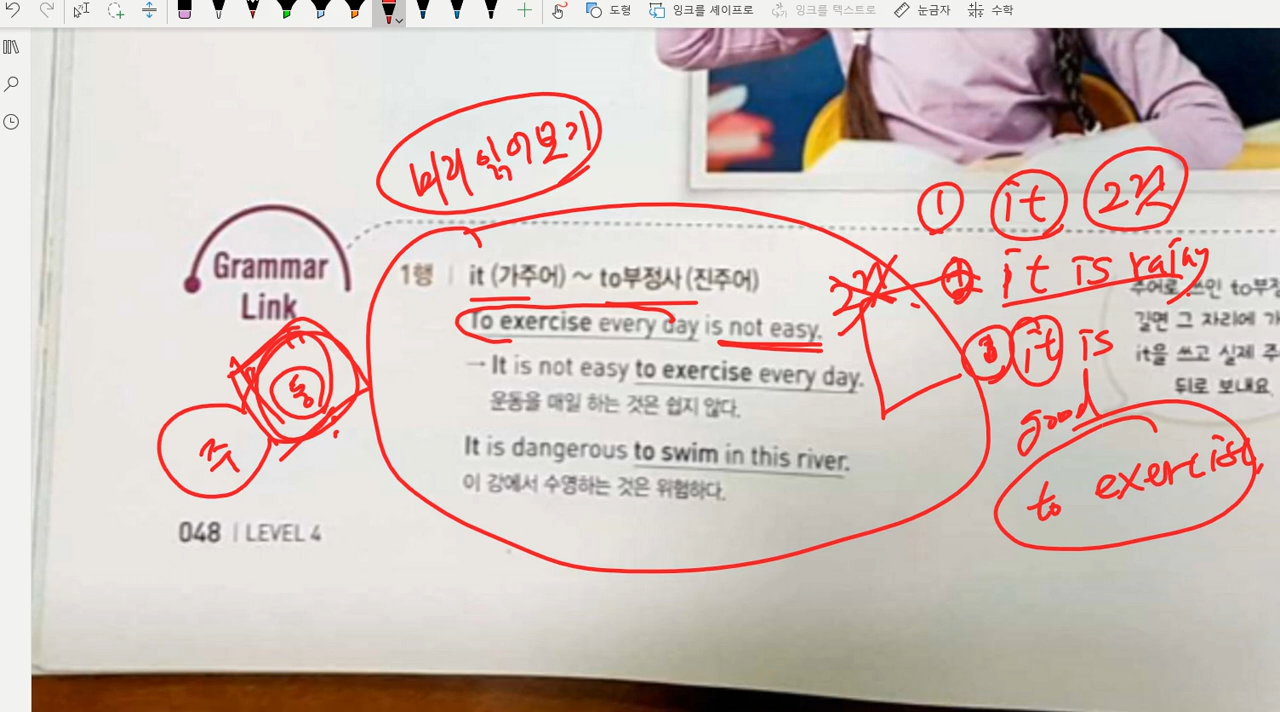 도형
잉크를 셰이프로
잉크를 텍스트로
눈금자
수학
미리 읽어보기
① it 2개
Grammar
Link
1행 | it (가주어) ~ to부정사 (진주어)
To exercise every day is not easy.
→ It is not easy to exercise every day.
운동을 매일 하는 것은 쉽지 않다.
It is dangerous to swim in this river.
이 강에서 수영하는 것은 위험하다.
it is
good
to exercise
주어로 쓰인 to부정
길면 그 자리에 가
it을 쓰고 실제 주
뒤로 보내요.
동
주
048 | LEVEL 4